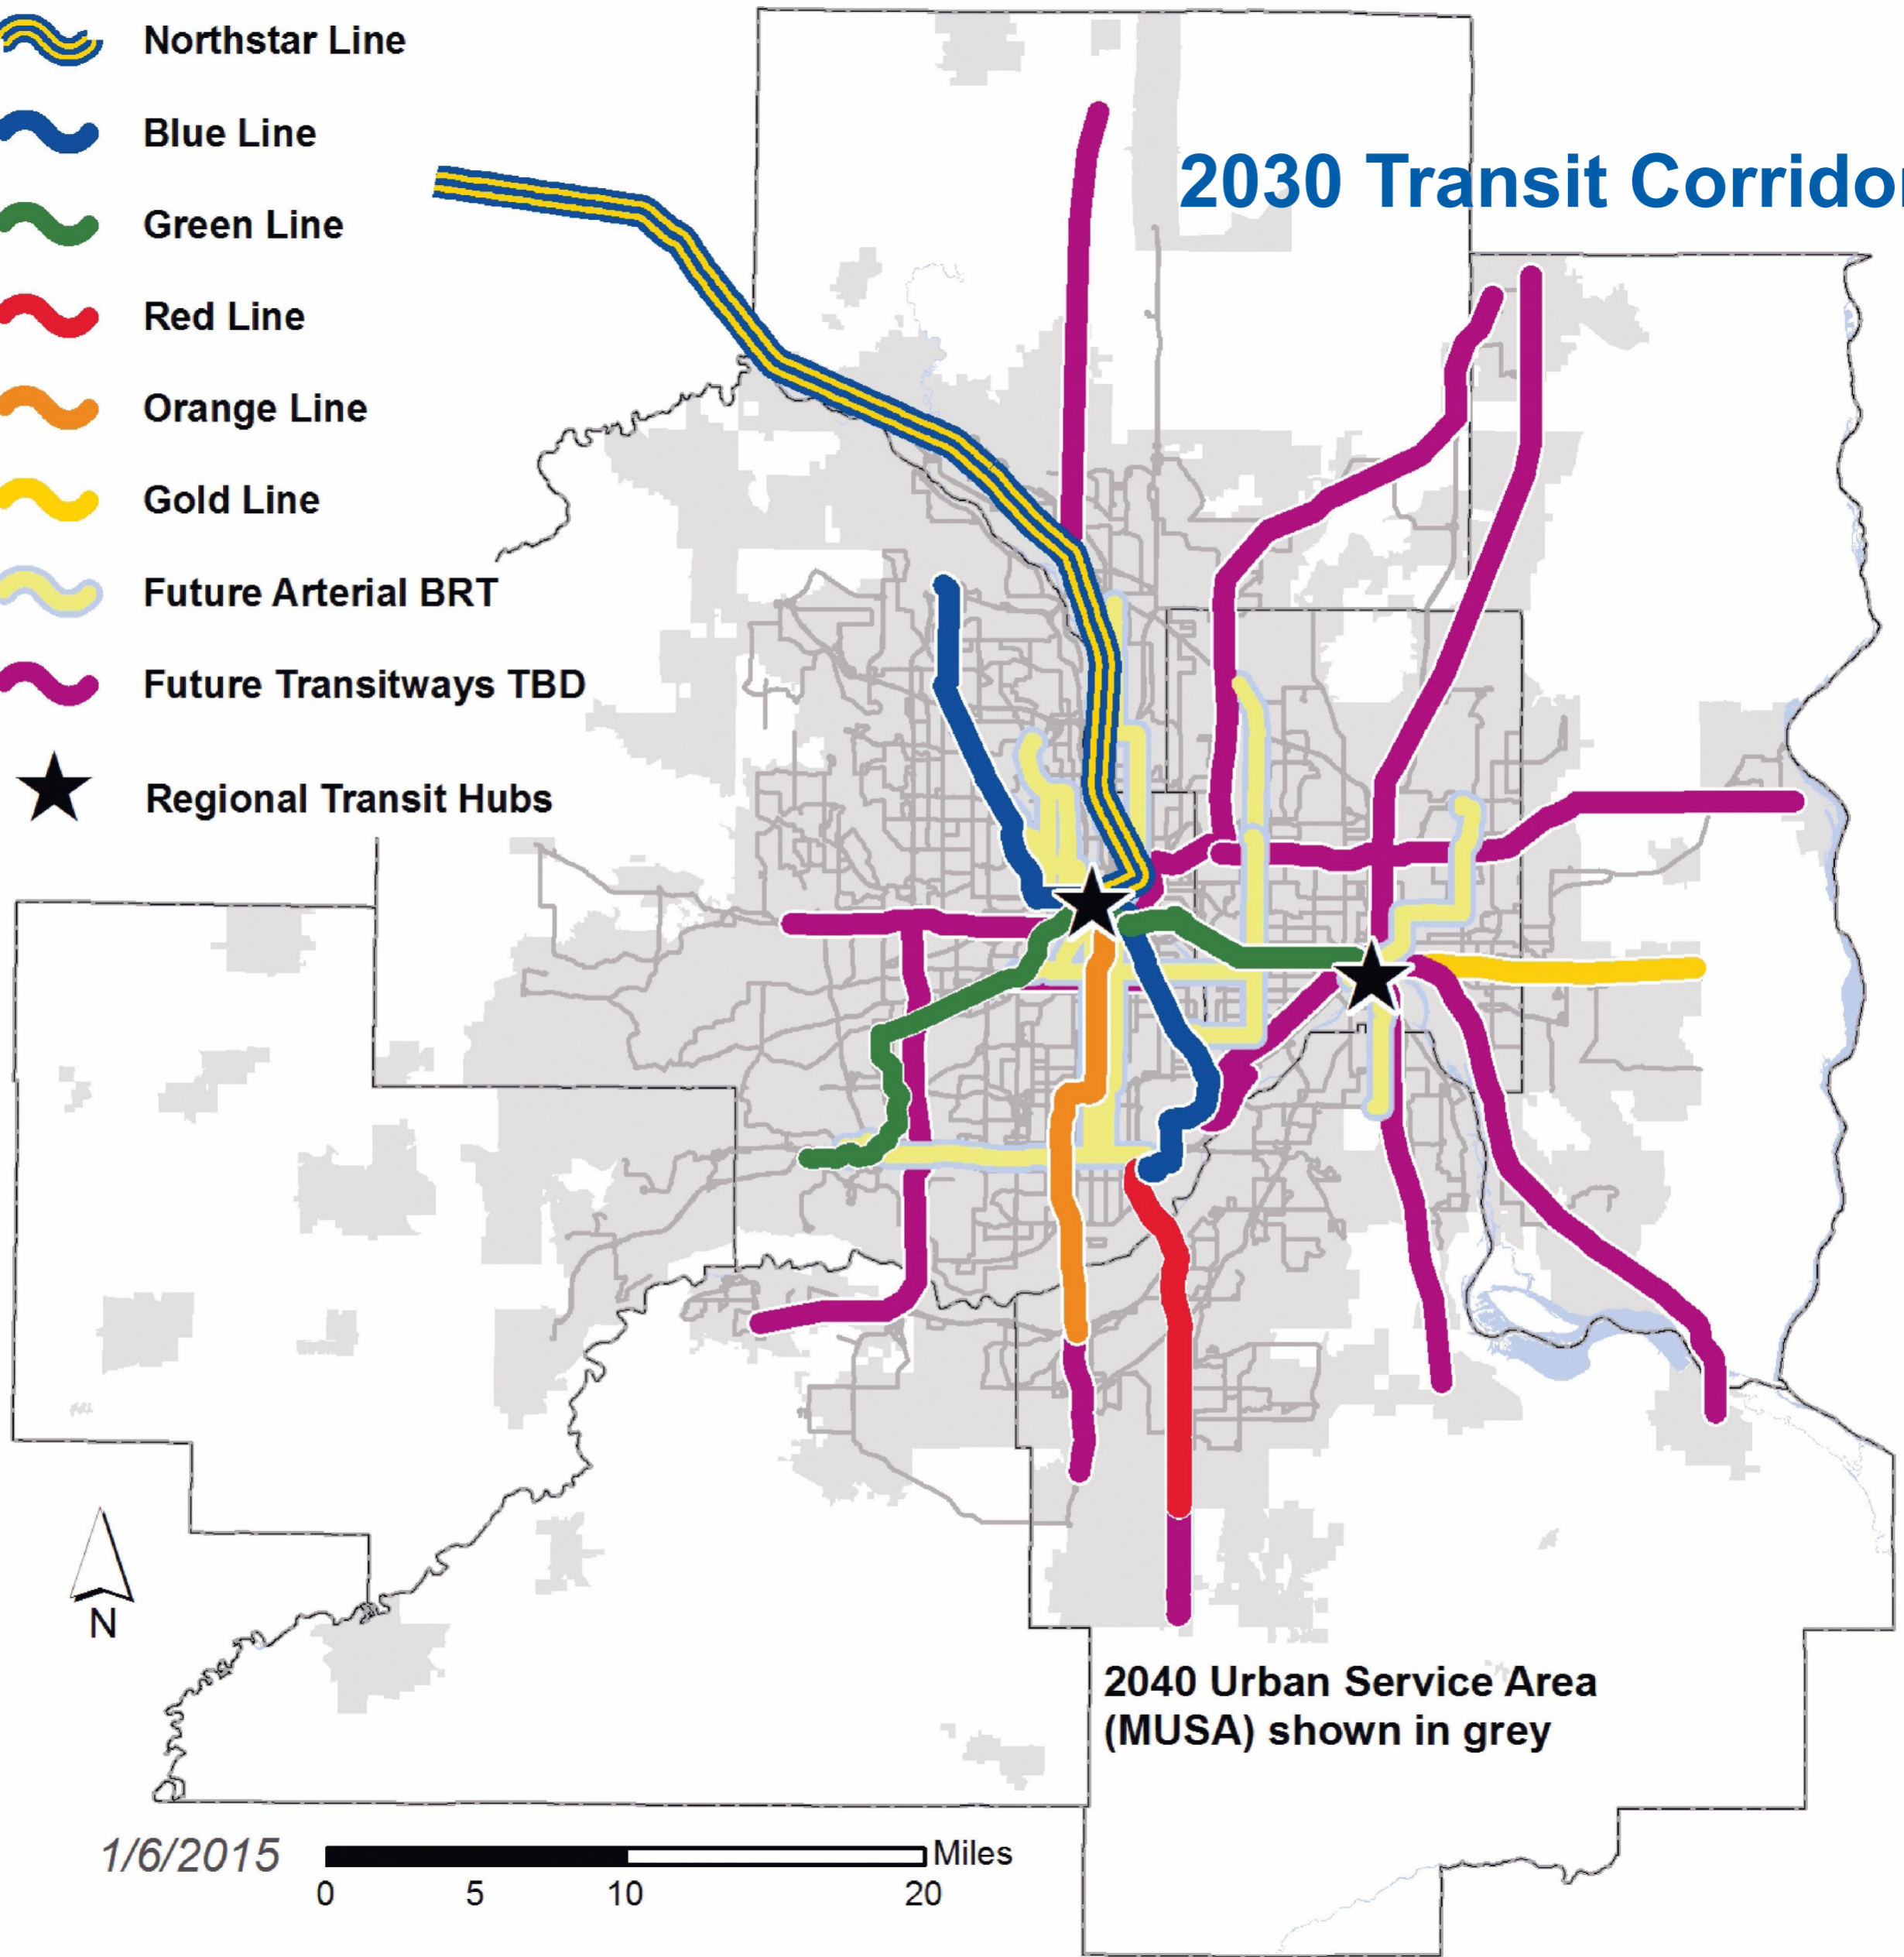 Northstar Line
Blue Line
Green Line
Red Line
Orange Line
Gold Line
Future Arterial BRT
Future Transitways TBD
Regional Transit Hubs
2030 Transit Corridor
N
2040 Urban Service Area
(MUSA) shown in grey
1/6/2015
Miles
0 5 10 20